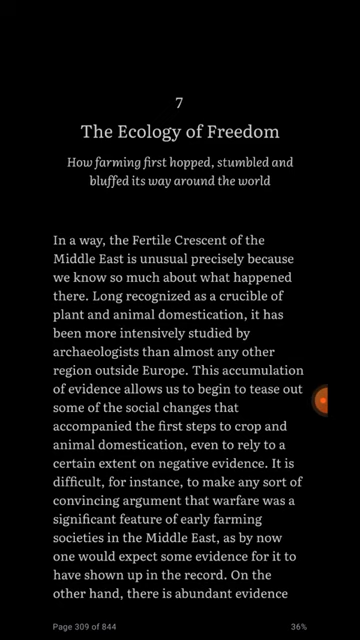 7
The Ecology of Freedom
How farming first hopped, stumbled and
bluffed its way around the world
In a way, the Fertile Crescent of the
Middle East is unusual precisely because
we know so much about what happened
there. Long recognized as a crucible of
plant and animal domestication, it has
been more intensively studied by
archaeologists than almost any other
region outside Europe. This accumulation
of evidence allows us to begin to tease out
some of the social changes that
accompanied the first steps to crop and
animal domestication, even to rely to a
certain extent on negative evidence. It is
difficult, for instance, to make any sort of
convincing argument that warfare was a
significant feature of early farming
societies in the Middle East, as by now
one would expect some evidence for it to
have shown up in the record. On the
other hand, there is abundant evidence
Page 309 of 844
36%